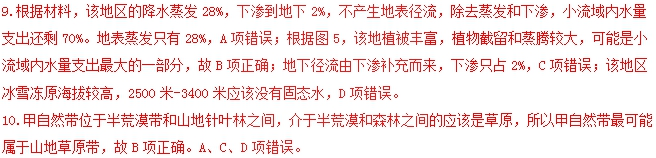 9.根据材料，该地区的降水蒸发 28%，下渗到地下 2%，不产生地表径流，除去蒸发和下渗，小流域内水量
支出还剩 70%。地表蒸发只有 28%，A 项错误；根据图 5，该地植被丰富，植物截留和蒸腾较大，可能是小
流域内水量支出最大的一部分，故 B 项正确；地下径流由下渗补充而来，下渗只占 2%，C 项错误；该地区
冰雪冻原海拔较高，2500 米-3400 米应该没有固态水，D 项错误。
10.甲自然带位于半荒漠带和山地针叶林之间，介于半荒漠和森林之间的应该是草原，所以甲自然带最可能
属于山地草原带，故 B 项正确。A、C、D 项错误。